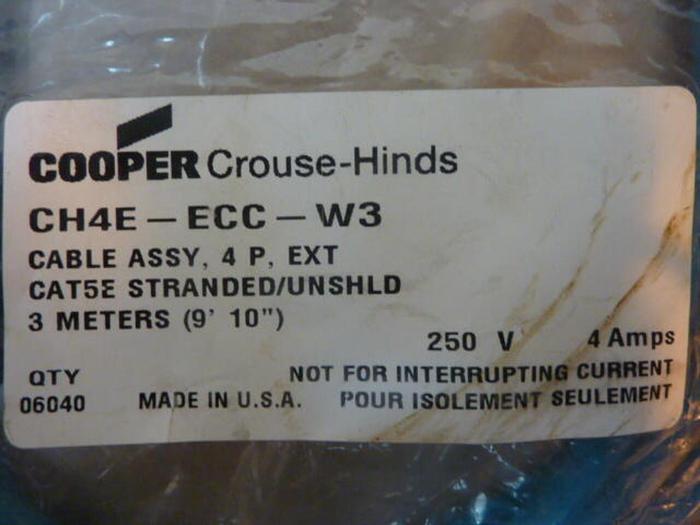 COOPER Crouse-Hinds
CH4E - ECC - W3
CABLE ASSY, 4 P, EXT
CAT5E STRANDED/UNSHLD
3 METERS (9' 10")
250 V 4 Amps
QTY NOT FOR INTERRUPTING CURRENT
06040 MADE IN U.S.A. POUR ISOLEMENT SEULEMENT